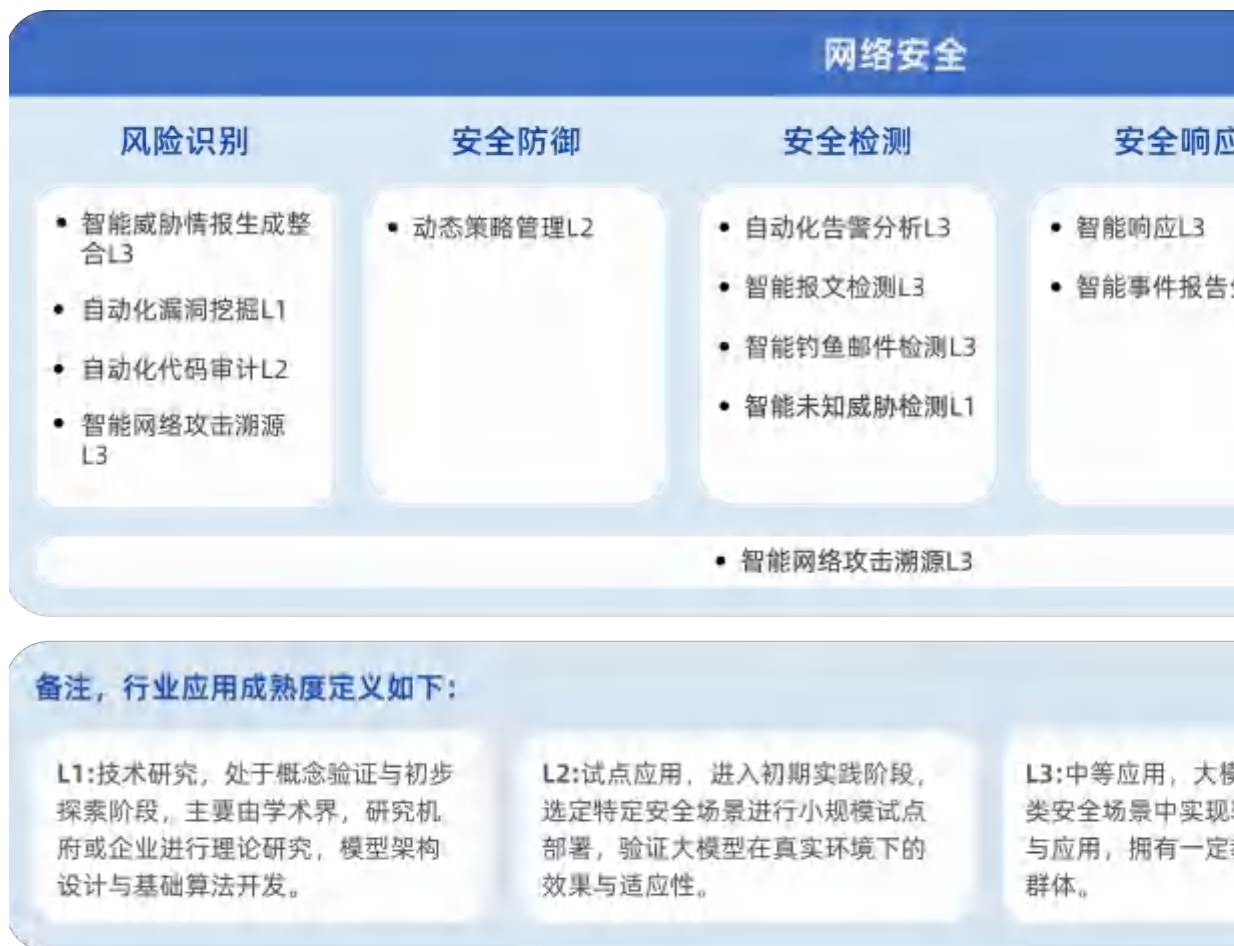 网络安全
风险识别
安全防御
安全检测
安全响应
• 智能威胁情报生成整
合L3
• 自动化漏洞挖掘L1
• 自动化代码审计L2
• 智能网络攻击溯源
L3
• 动态策略管理L2
• 自动化告警分析L3
• 智能报文检测L3
• 智能钓鱼邮件检测L3
• 智能未知威胁检测L1
• 智能响应L3
• 智能事件报告
• 智能网络攻击溯源L3
备注，行业应用成熟度定义如下：
L1:技术研究，处于概念验证与初步
探索阶段，主要由学术界，研究机
府或企业进行理论研究，模型架构
设计与基础算法开发。
L2:试点应用，进入初期实践阶段，
选定特定安全场景进行小规模试点
部署，验证大模型在真实环境下的
效果与适应性。
L3:中等应用，大模
类安全场景中实现
与应用，拥有一定
群体。